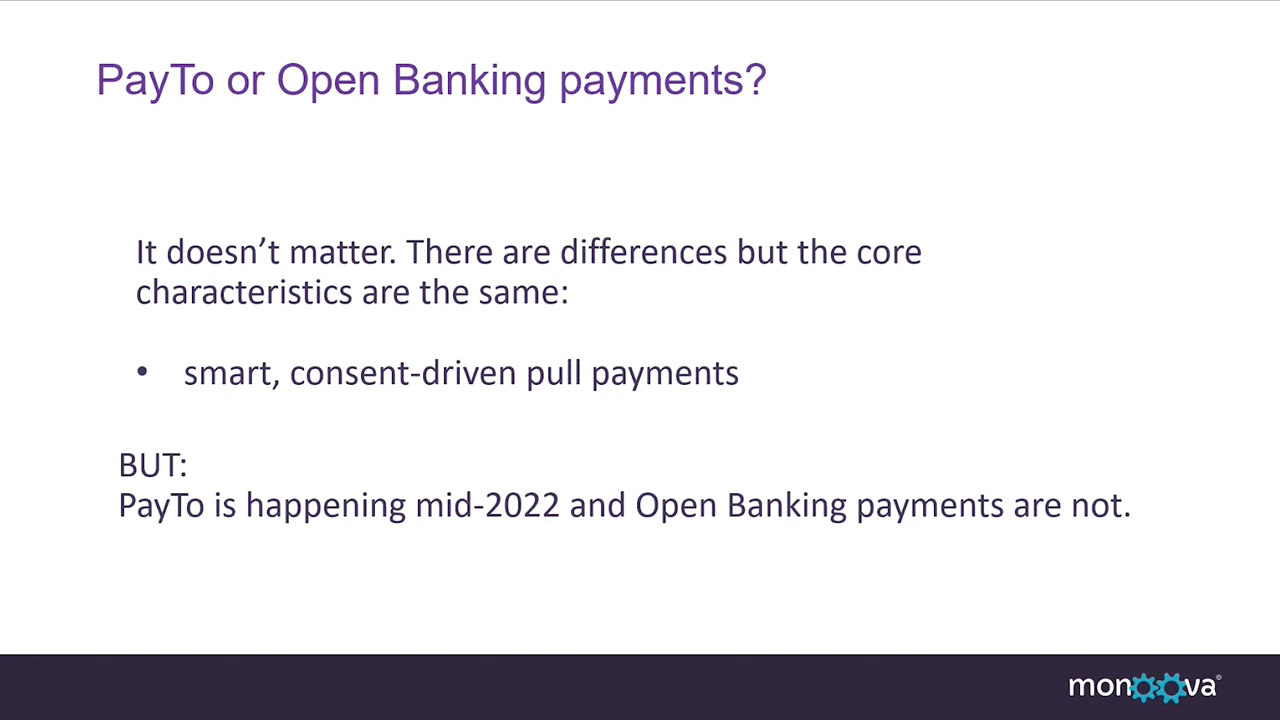 PayTo or Open Banking payments?
It doesn’t matter. There are differences but the core
characteristics are the same:
• smart, consent-driven pull payments
BUT:
PayTo is happening mid-2022 and Open Banking payments are not.
monoova®